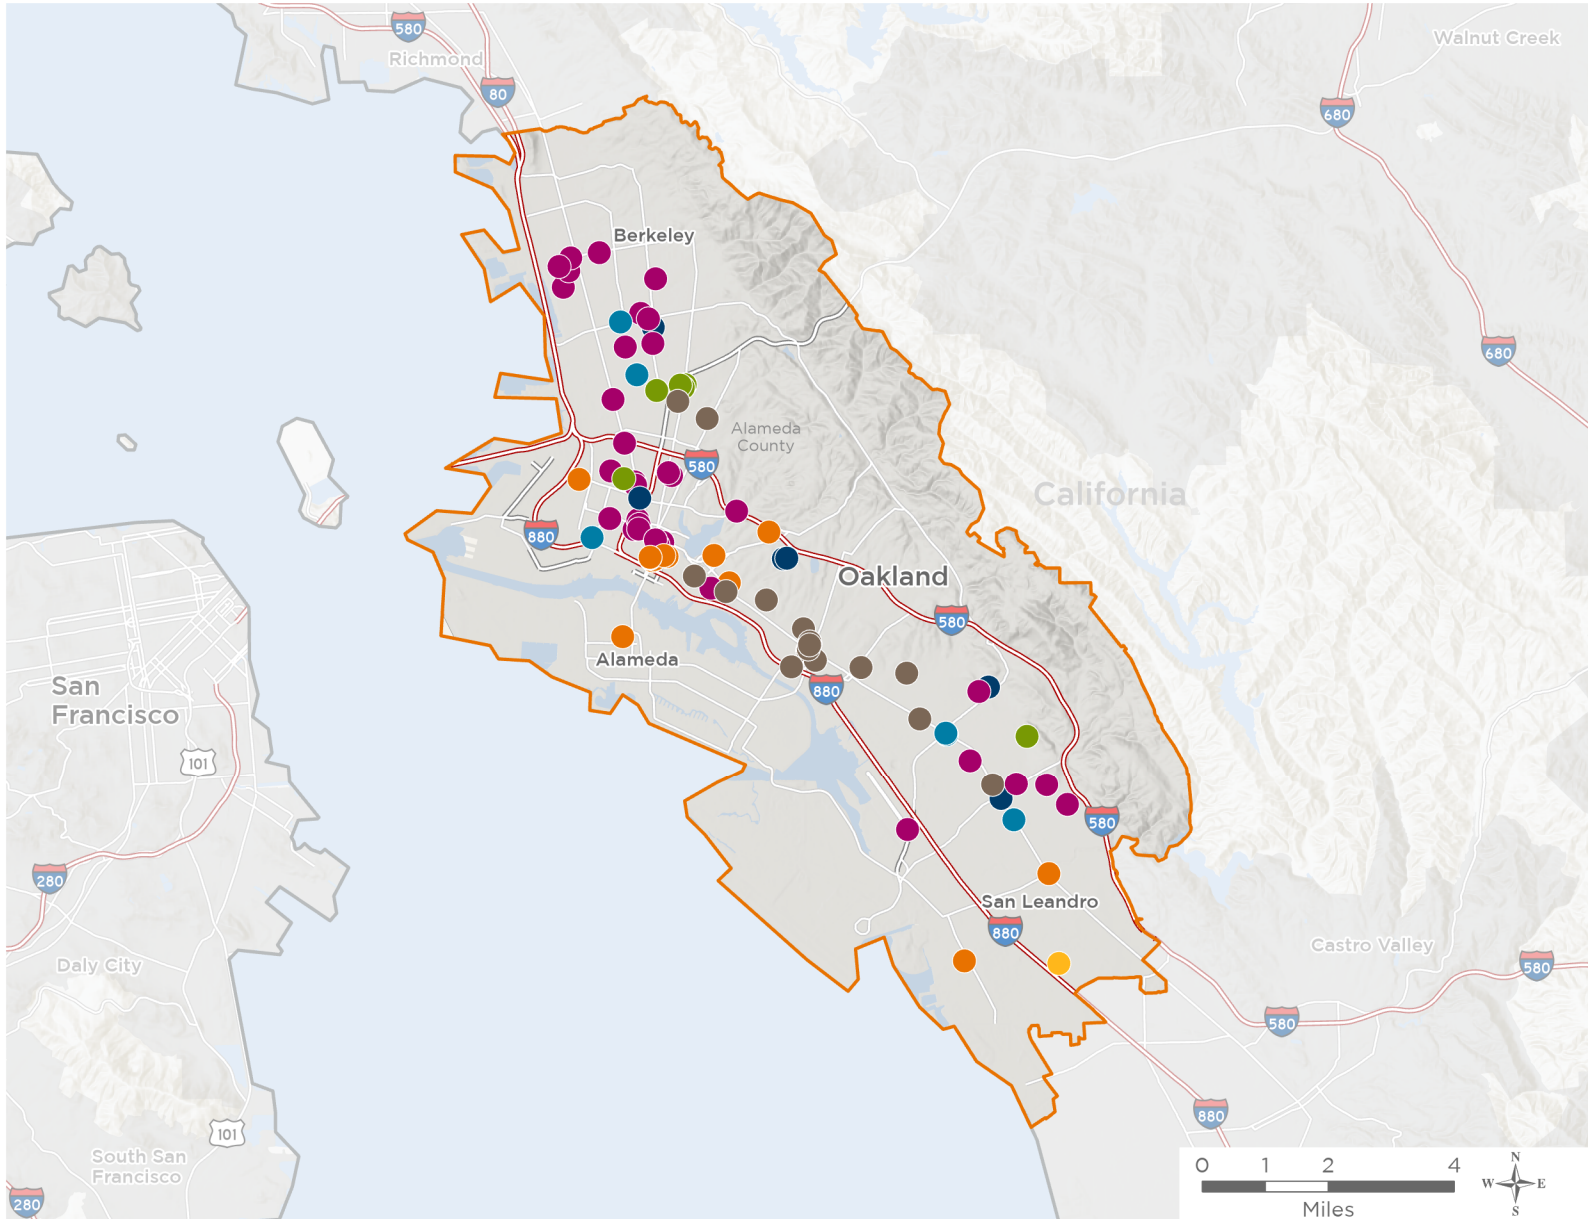 580
Richmond
80
Walnut Creek
680
Berkeley
680
Alameda
County
580
California
880
Oakland
580
Alameda
San
Francisco
880
101
580
280
San Leandro
880
Castro Valley
Daly City
580
580
880
101
South San
Francisco
280
0 1 2 4
Miles
N
W E
S